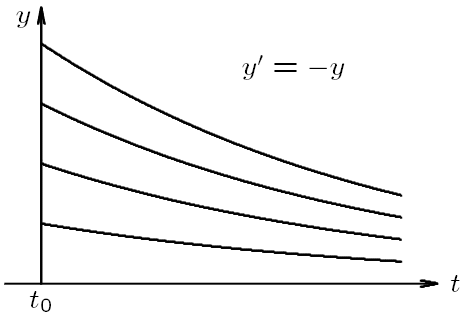 y
y′ = −y
t
t₀